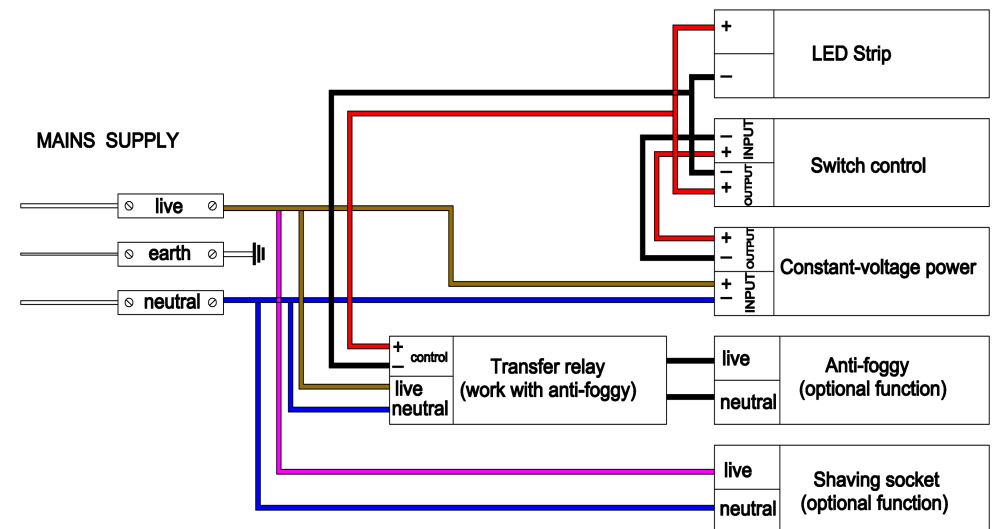 MAINS SUPPLY
live
earth
neutral
+
−
LED Strip
−
+
INPUT
−
+
OUTPUT
Switch control
+
−
OUTPUT
+
−
INPUT
Constant-voltage power
+
−
control
live
neutral
Transfer relay
(work with anti-foggy)
live
neutral
Anti-foggy
(optional function)
live
neutral
Shaving socket
(optional function)